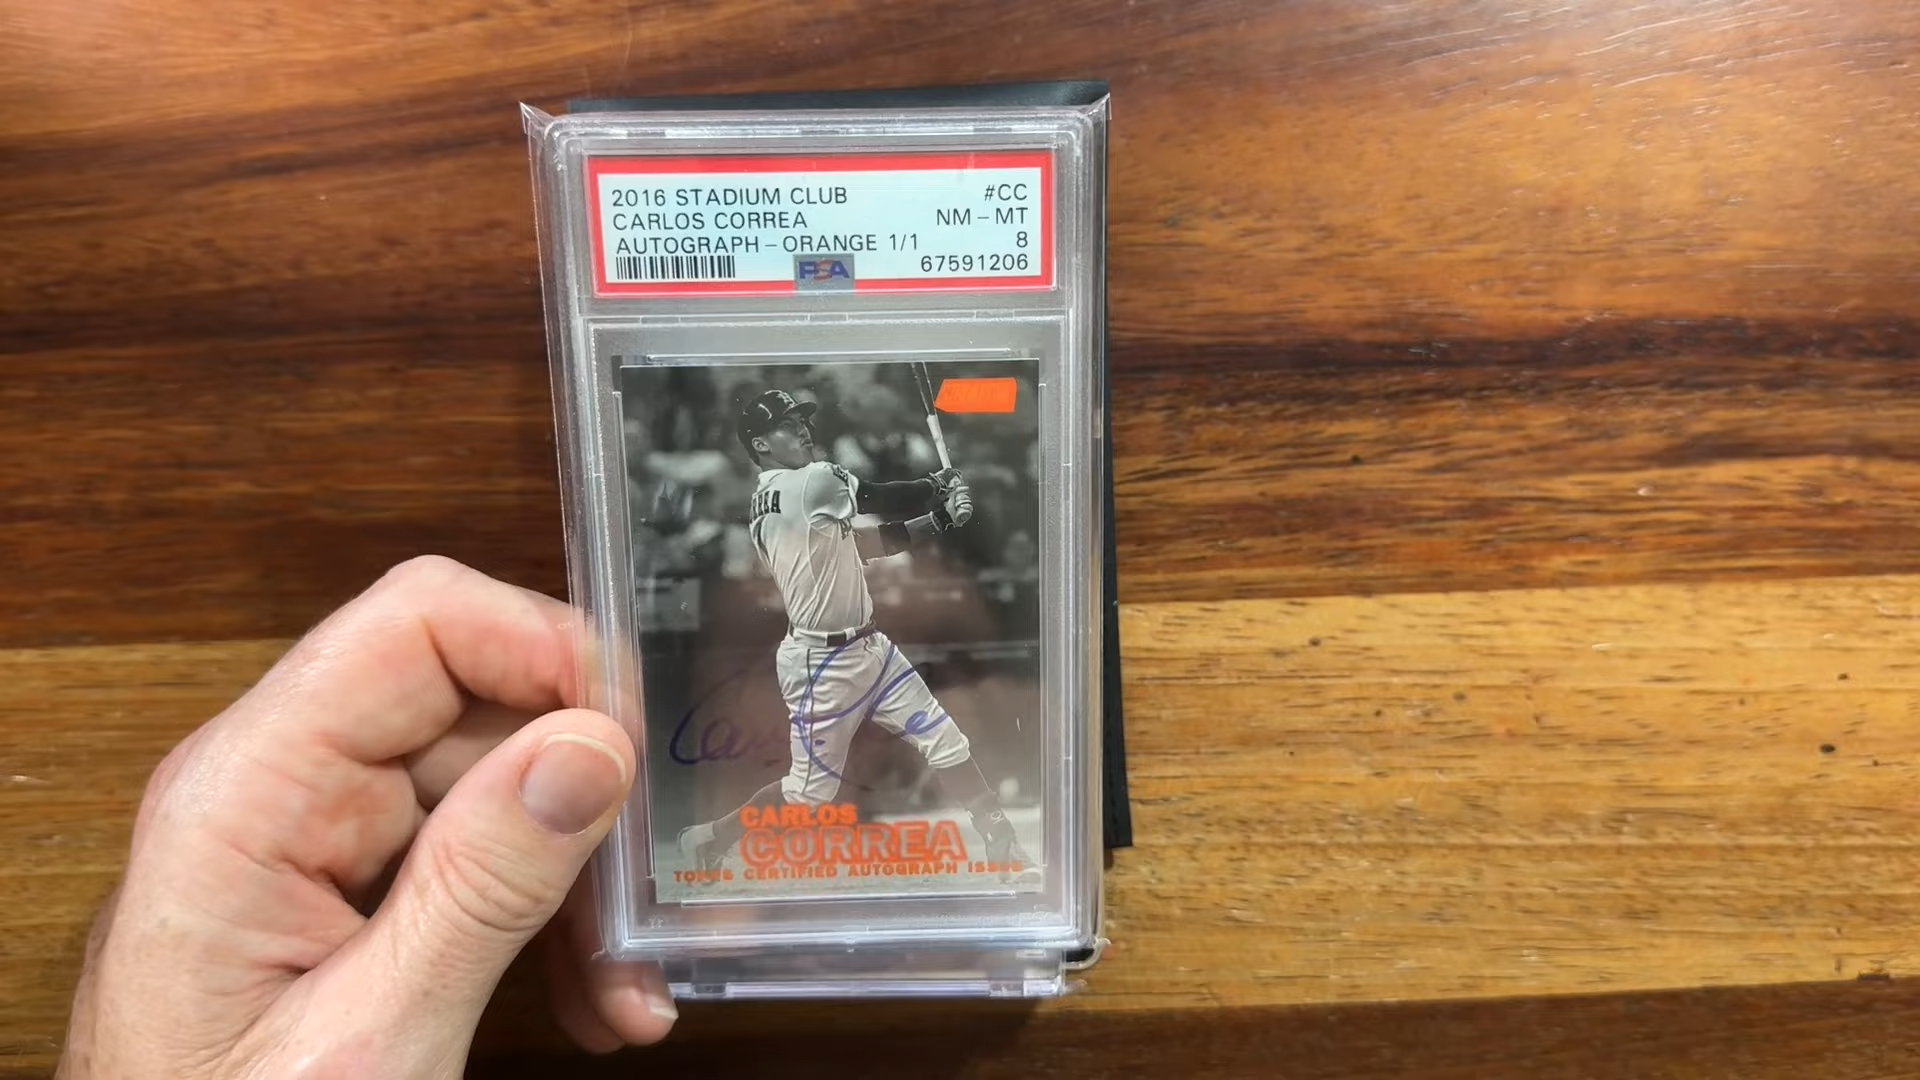 2016 STADIUM CLUB #CC
CARLOS CORREA NM - MT
AUTOGRAPH - ORANGE 1/1 8
PSA 67591206
CARLOS
CORREA
TOPPS CERTIFIED AUTOGRAPH ISSUE